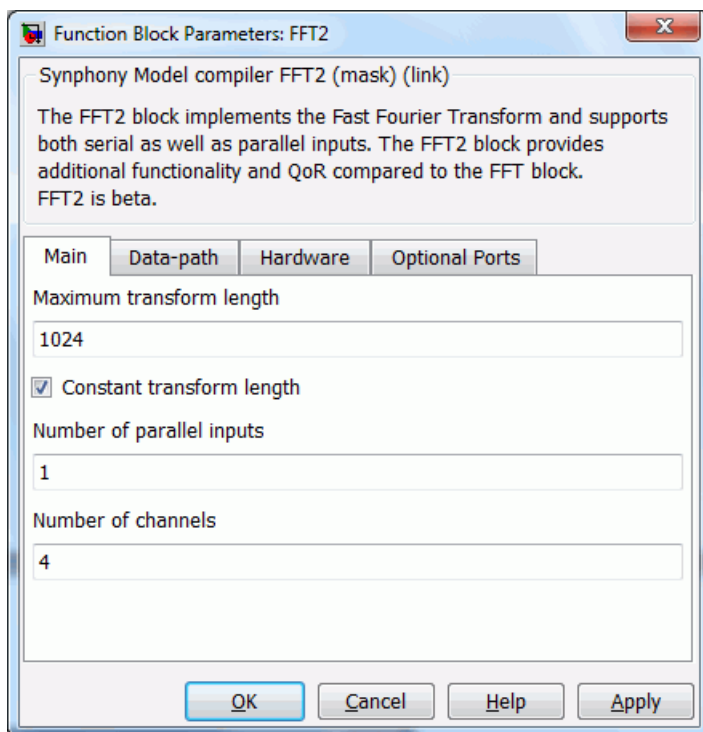 Function Block Parameters: FFT2
Synphony Model compiler FFT2 (mask) (link)
The FFT2 block implements the Fast Fourier Transform and supports
both serial as well as parallel inputs. The FFT2 block provides
additional functionality and QoR compared to the FFT block.
FFT2 is beta.
Main Data-path Hardware Optional Ports
Maximum transform length
1024
Constant transform length
Number of parallel inputs
1
Number of channels
4
OK Cancel Help Apply